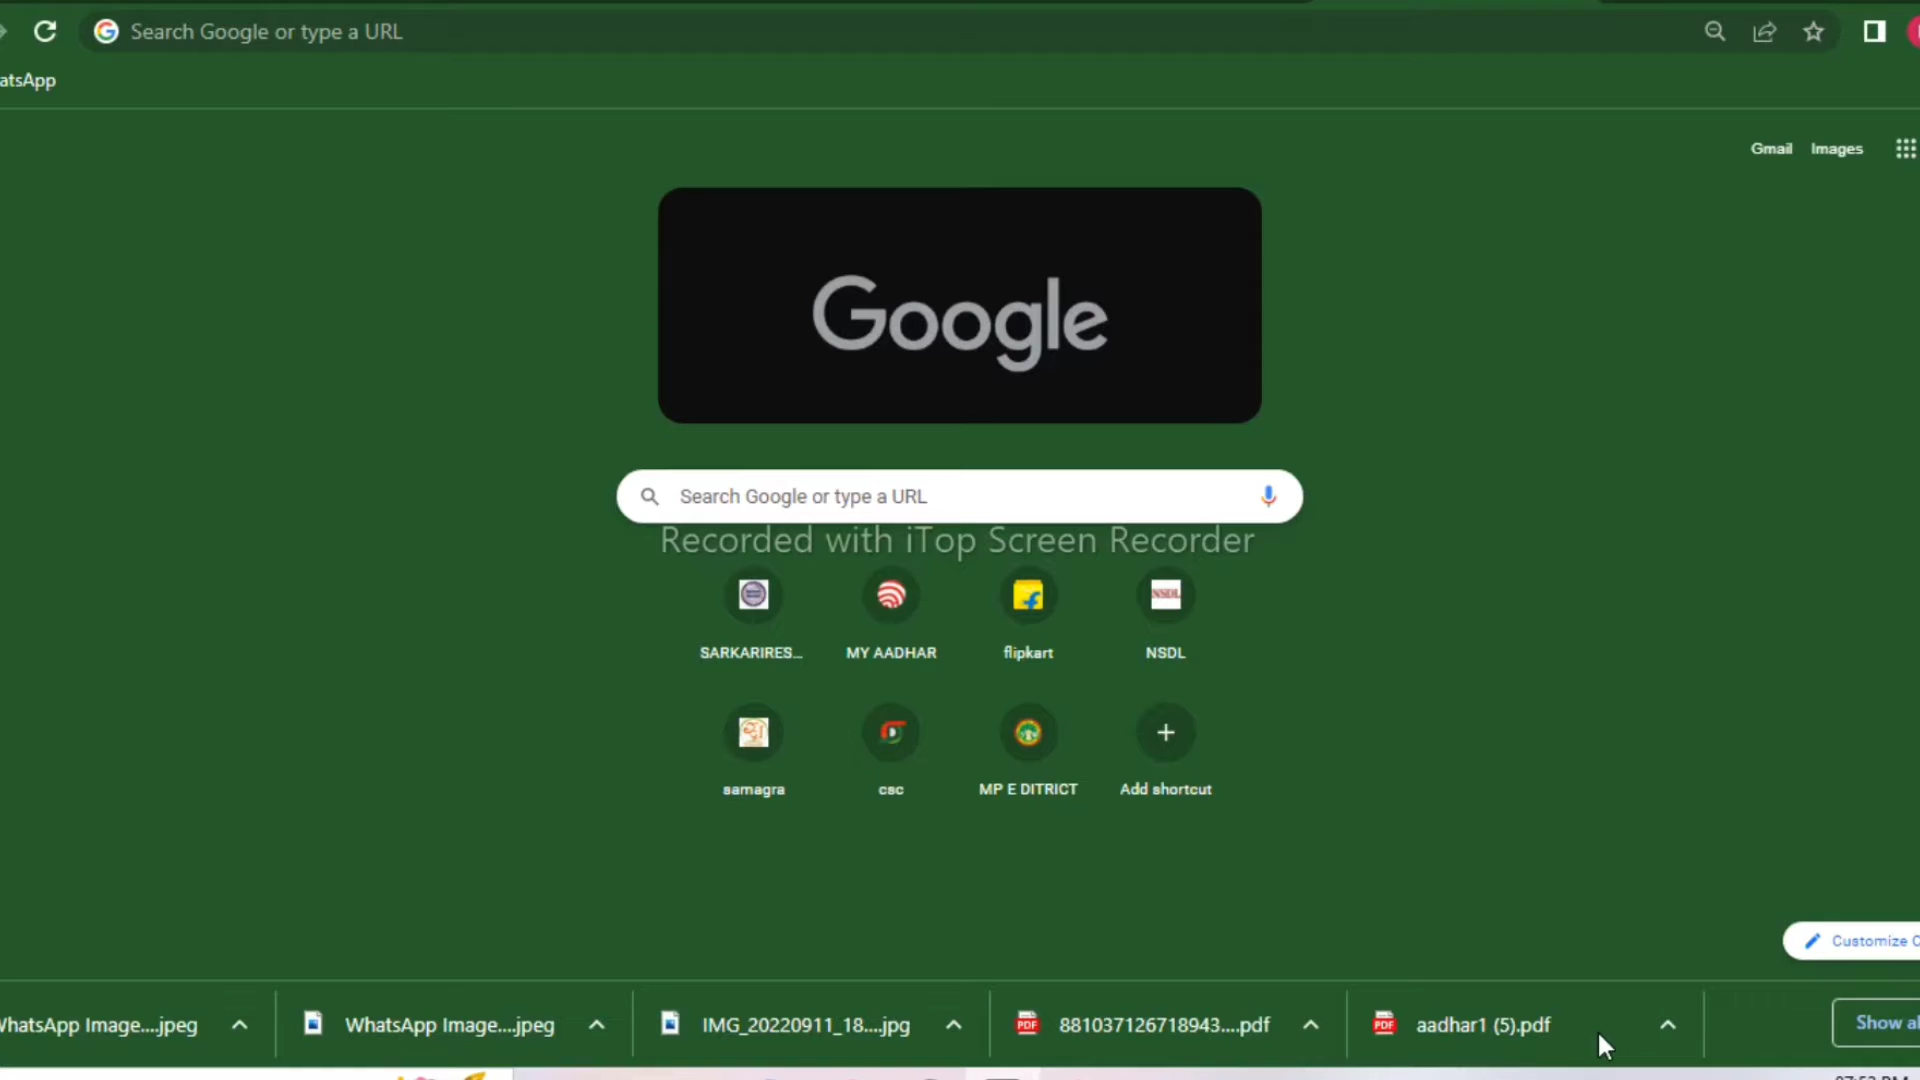 Search Google or type a URL
atsApp
Gmail Images
Google
Search Google or type a URL
Recorded with iTop Screen Recorder
SARKARIRES... MY AADHAR flipkart NSDL
samagra csc MP E DITRICT Add shortcut
Customize C
WhatsApp Image....jpeg WhatsApp Image....jpeg IMG_20220911_18....jpg 881037126718943....pdf aadhar1 (5).pdf Show al